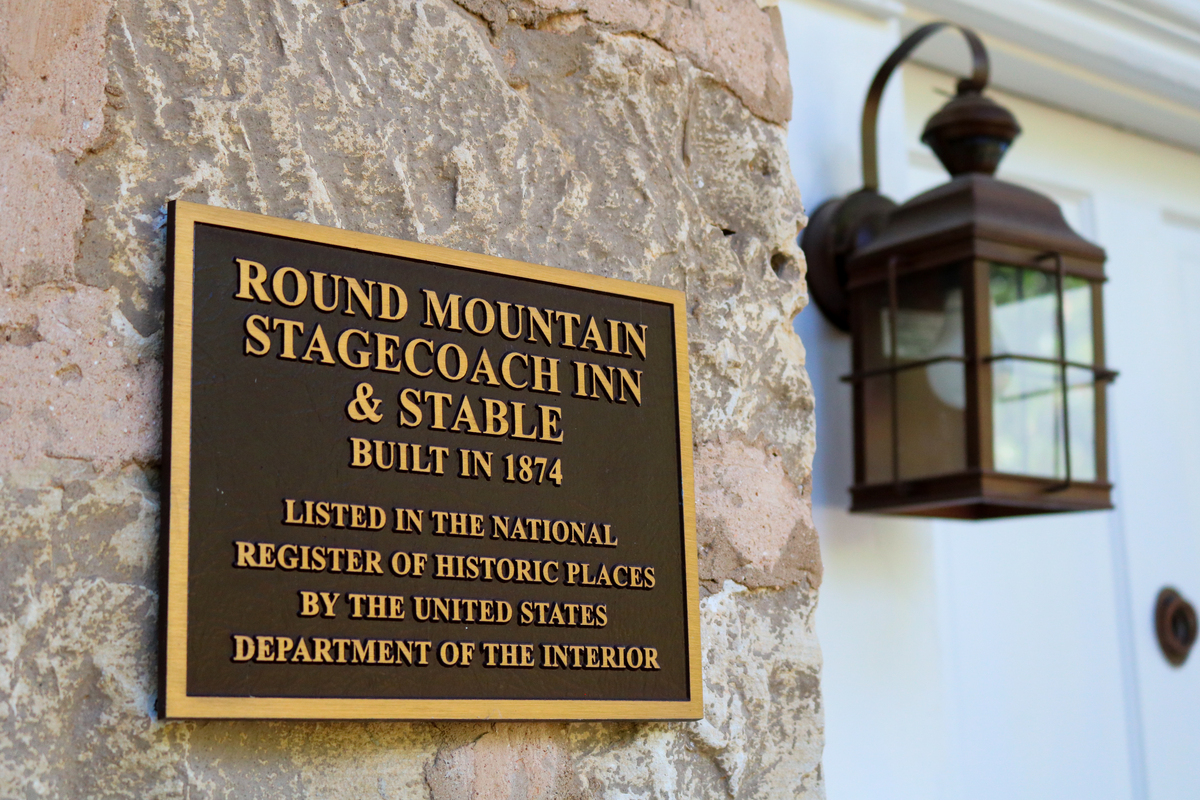 ROUND MOUNTAIN
STAGECOACH INN
& STABLE
BUILT IN 1874
LISTED IN THE NATIONAL
REGISTER OF HISTORIC PLACES
BY THE UNITED STATES
DEPARTMENT OF THE INTERIOR